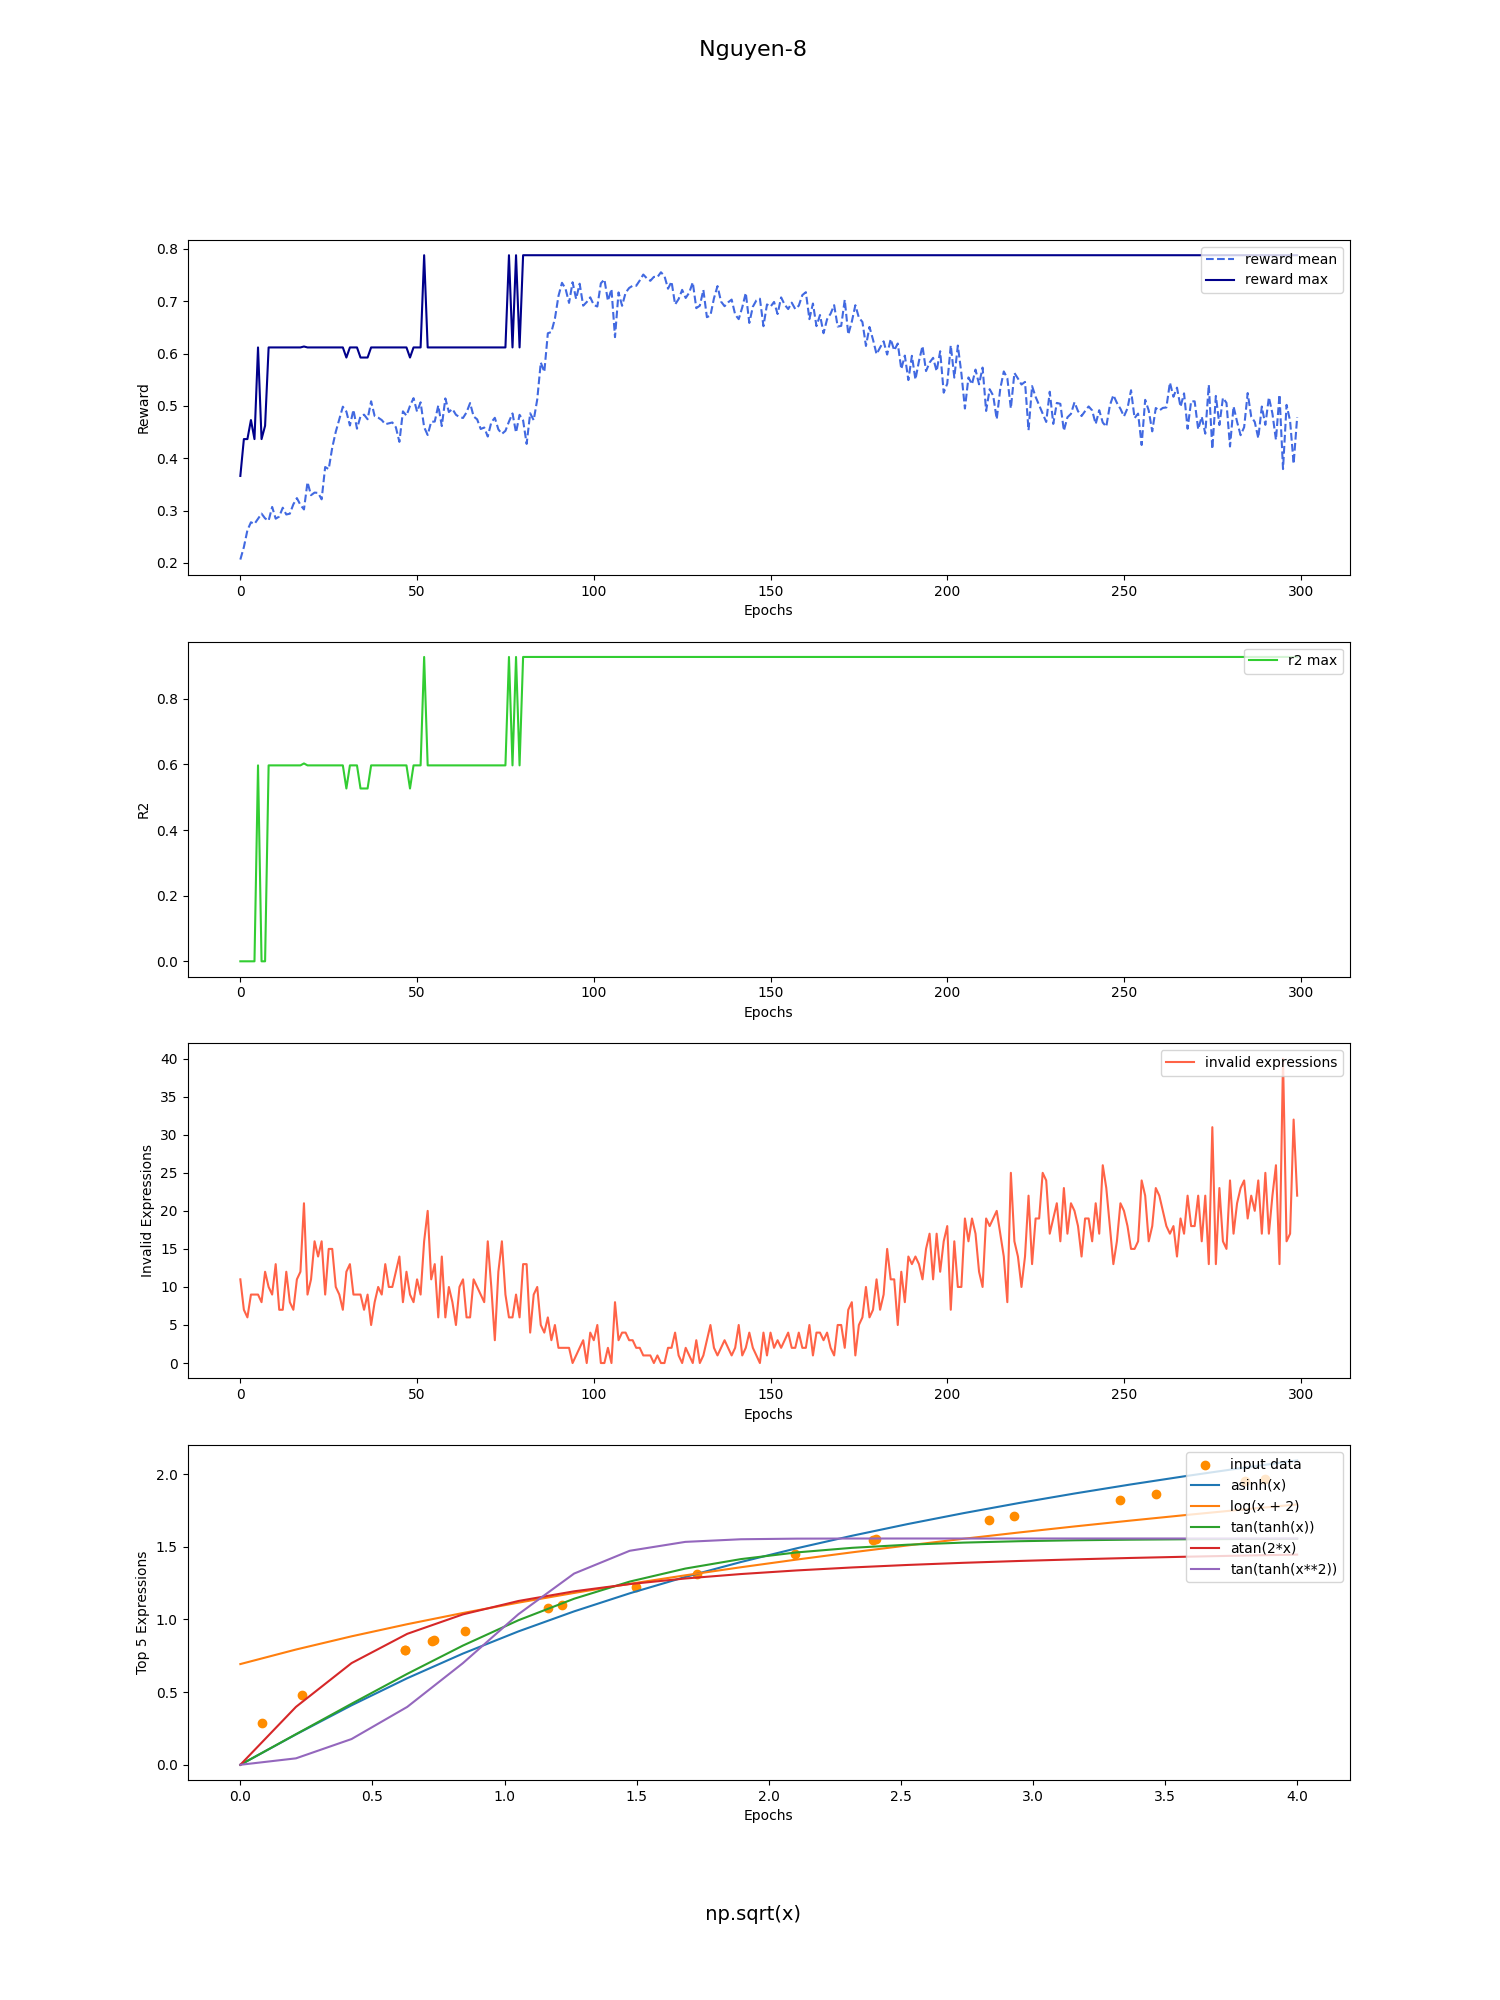 Nguyen-8
0.8
0.7
0.6
0.5
0.4
0.3
0.2
Reward
reward mean
reward max
0 50 100 150 200 250 300
Epochs
0.8
0.6
0.4
0.2
0.0
R2
r2 max
0 50 100 150 200 250 300
Epochs
40
35
30
25
20
15
10
5
0
Invalid Expressions
invalid expressions
0 50 100 150 200 250 300
Epochs
2.0
1.5
1.0
0.5
0.0
Top 5 Expressions
input data
asinh(x)
log(x + 2)
tan(tanh(x))
atan(2*x)
tan(tanh(x**2))
0.0 0.5 1.0 1.5 2.0 2.5 3.0 3.5 4.0
Epochs
np.sqrt(x)